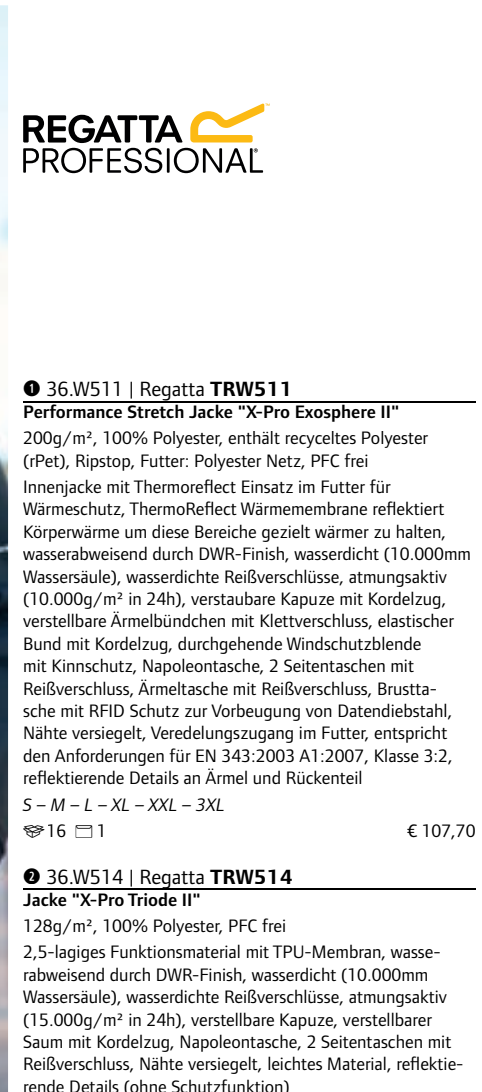 REGATTA
PROFESSIONAL
❶ 36.W511 | Regatta TRW511
Performance Stretch Jacke "X-Pro Exosphere II"
200g/m², 100% Polyester, enthält recyceltes Polyester
(rPet), Ripstop, Futter: Polyester Netz, PFC frei
Innenjacke mit Thermoreflect Einsatz im Futter für
Wärmeschutz, ThermoReflect Wärmemembrane reflektiert
Körperwärme um diese Bereiche gezielt wärmer zu halten,
wasserabweisend durch DWR-Finish, wasserdicht (10.000mm
Wassersäule), wasserdichte Reißverschlüsse, atmungsaktiv
(10.000g/m² in 24h), verstaubare Kapuze mit Kordelzug,
verstellbare Ärmelbündchen mit Klettverschluss, elastischer
Bund mit Kordelzug, durchgehende Windschutzblende
mit Kinnschutz, Napoleontasche, 2 Seitentaschen mit
Reißverschluss, Ärmeltasche mit Reißverschluss, Brustta-
sche mit RFID Schutz zur Vorbeugung von Datendiebstahl,
Nähte versiegelt, Veredelungszugang im Futter, entspricht
den Anforderungen für EN 343:2003 A1:2007, Klasse 3:2,
reflektierende Details an Ärmel und Rückenteil
S – M – L – XL – XXL – 3XL
16 1 € 107,70
❷ 36.W514 | Regatta TRW514
Jacke "X-Pro Triode II"
128g/m², 100% Polyester, PFC frei
2,5-lagiges Funktionsmaterial mit TPU-Membran, wasse-
rabweisend durch DWR-Finish, wasserdicht (10.000mm
Wassersäule), wasserdichte Reißverschlüsse, atmungsaktiv
(15.000g/m² in 24h), verstellbare Kapuze, verstellbarer
Saum mit Kordelzug, Napoleontasche, 2 Seitentaschen mit
Reißverschluss, Nähte versiegelt, leichtes Material, reflektie-
rende Details (ohne Schutzfunktion)